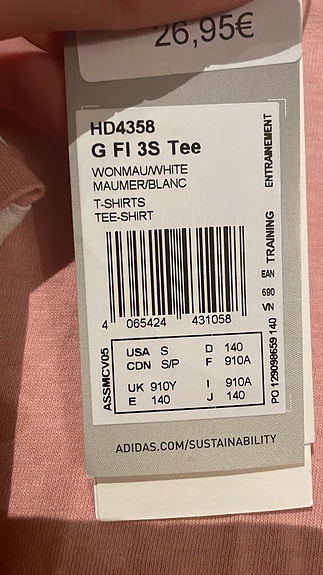 26,95€
HD4358
G FI 3S Tee
WONMAU/WHITE
MAUMER/BLANC
T-SHIRTS
TEE-SHIRT
4 065424 431058
TRAINING ENTRAINEMENT
EAN
690
VN
PO 129098659 140
ASSMCV05
USA S D 140
CDN S/P F 910A
UK 910Y I 910A
E 140 J 140
ADIDAS.COM/SUSTAINABILITY